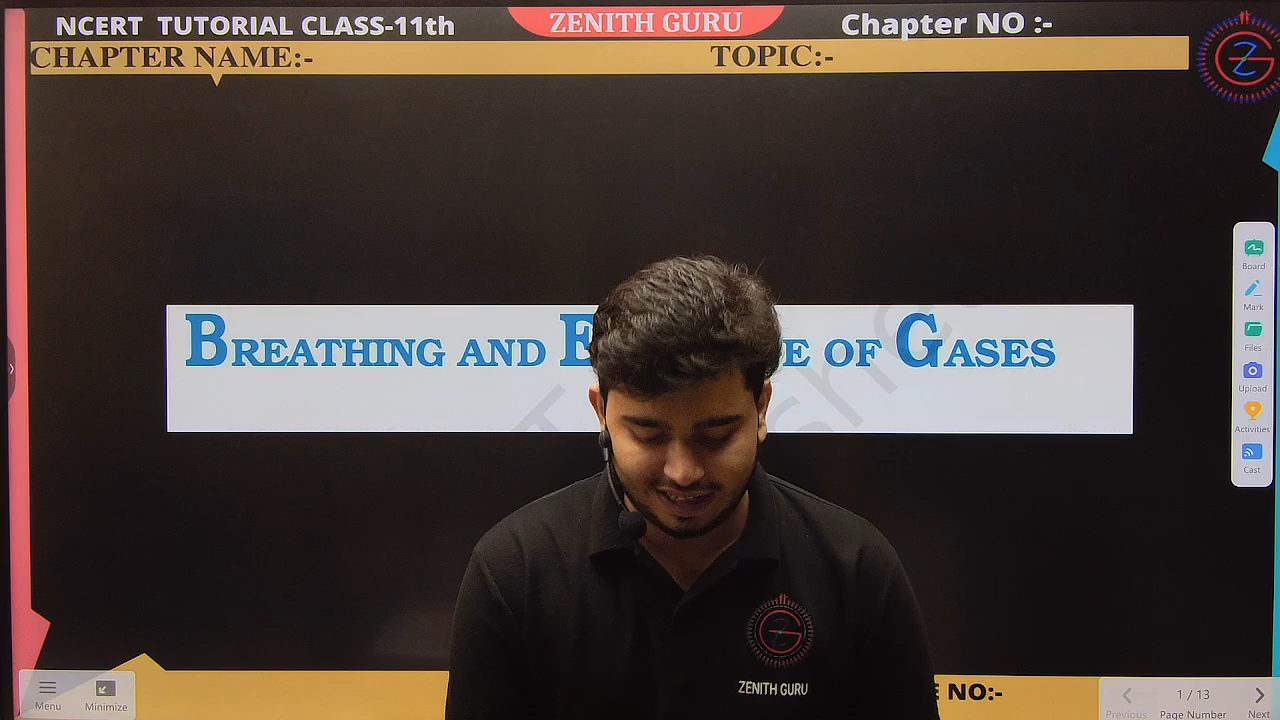 NCERT TUTORIAL CLASS-11th
ZENITH GURU
Chapter NO :-
CHAPTER NAME:-
TOPIC:-
BREATHING AND E
E OF GASES
Board
Mark
Files
Upload
Activities
Cast
ZENITH GURU
NO:-
Menu
Minimize
Previous
1 / 13
Page Number
Next